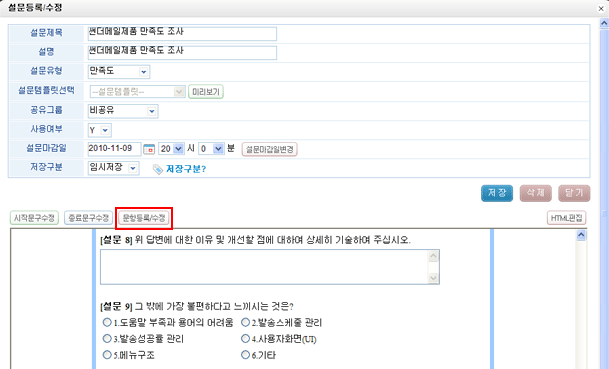 설문등록/수정
설문제목 썬더메일제품 만족도 조사
설명 썬더메일제품 만족도 조사
설문유형 만족도
설문템플릿선택 --설문템플릿-- 미리보기
공유그룹 비공유
사용여부 Y
설문마감일 2010-11-09 20 시 0 분 설문마감일변경
저장구분 임시저장 저장구분?
저장 삭제 닫기
시작문구수정 종료문구수정 문항등록/수정 HTML편집
[설문 8] 위 답변에 대한 이유 및 개선할 점에 대하여 상세히 기술하여 주십시오.
[설문 9] 그 밖에 가장 불편하다고 느끼시는 것은?
1.도움말 부족과 용어의 어려움 2.발송스케줄 관리
3.발송성공률 관리 4.사용자화면(UI)
5.메뉴구조 6.기타